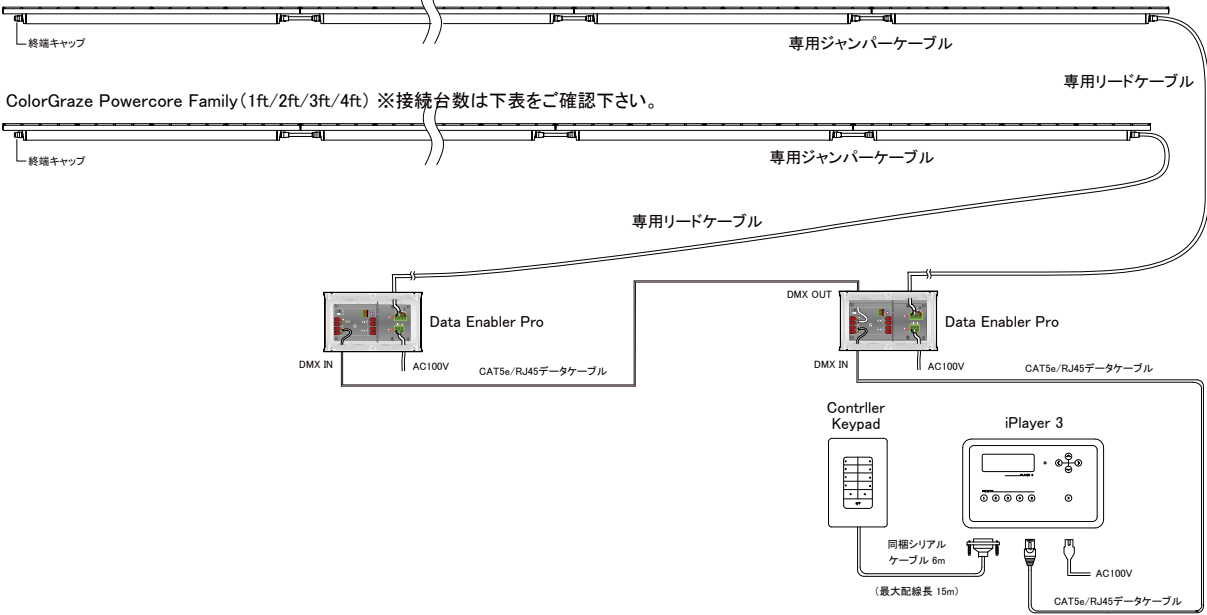 終端キャップ
専用ジャンパーケーブル
専用リードケーブル
ColorGraze Powercore Family（1ft/2ft/3ft/4ft） ※接続台数は下表をご確認下さい。
終端キャップ
専用ジャンパーケーブル
専用リードケーブル
DMX OUT
Data Enabler Pro
Data Enabler Pro
DMX IN
AC100V
CAT5e/RJ45データケーブル
DMX IN
AC100V
CAT5e/RJ45データケーブル
Contrller
Keypad
iPlayer 3
同梱シリアル
ケーブル 6m
（最大配線長 15m）
AC100V
CAT5e/RJ45データケーブル